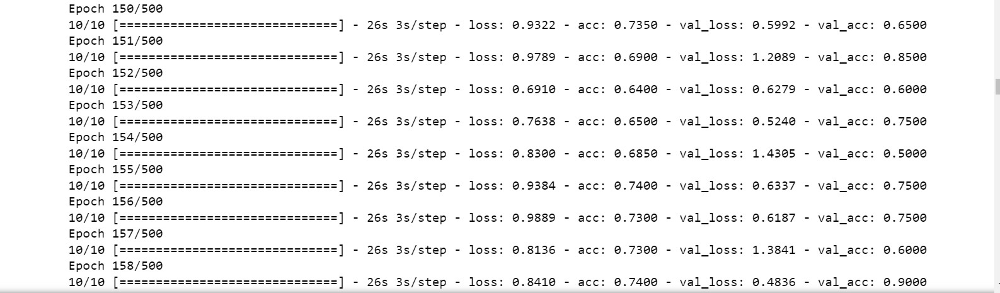 Epoch 150/500
10/10 [==============================] - 26s 3s/step - loss: 0.9322 - acc: 0.7350 - val_loss: 0.5992 - val_acc: 0.6500
Epoch 151/500
10/10 [==============================] - 26s 3s/step - loss: 0.9789 - acc: 0.6900 - val_loss: 1.2089 - val_acc: 0.8500
Epoch 152/500
10/10 [==============================] - 26s 3s/step - loss: 0.6910 - acc: 0.6400 - val_loss: 0.6279 - val_acc: 0.6000
Epoch 153/500
10/10 [==============================] - 26s 3s/step - loss: 0.7638 - acc: 0.6500 - val_loss: 0.5240 - val_acc: 0.7500
Epoch 154/500
10/10 [==============================] - 26s 3s/step - loss: 0.8300 - acc: 0.6850 - val_loss: 1.4305 - val_acc: 0.5000
Epoch 155/500
10/10 [==============================] - 26s 3s/step - loss: 0.9384 - acc: 0.7400 - val_loss: 0.6337 - val_acc: 0.7500
Epoch 156/500
10/10 [==============================] - 26s 3s/step - loss: 0.9889 - acc: 0.7300 - val_loss: 0.6187 - val_acc: 0.7500
Epoch 157/500
10/10 [==============================] - 26s 3s/step - loss: 0.8136 - acc: 0.7300 - val_loss: 1.3841 - val_acc: 0.6000
Epoch 158/500
10/10 [==============================] - 26s 3s/step - loss: 0.8410 - acc: 0.7400 - val_loss: 0.4836 - val_acc: 0.9000